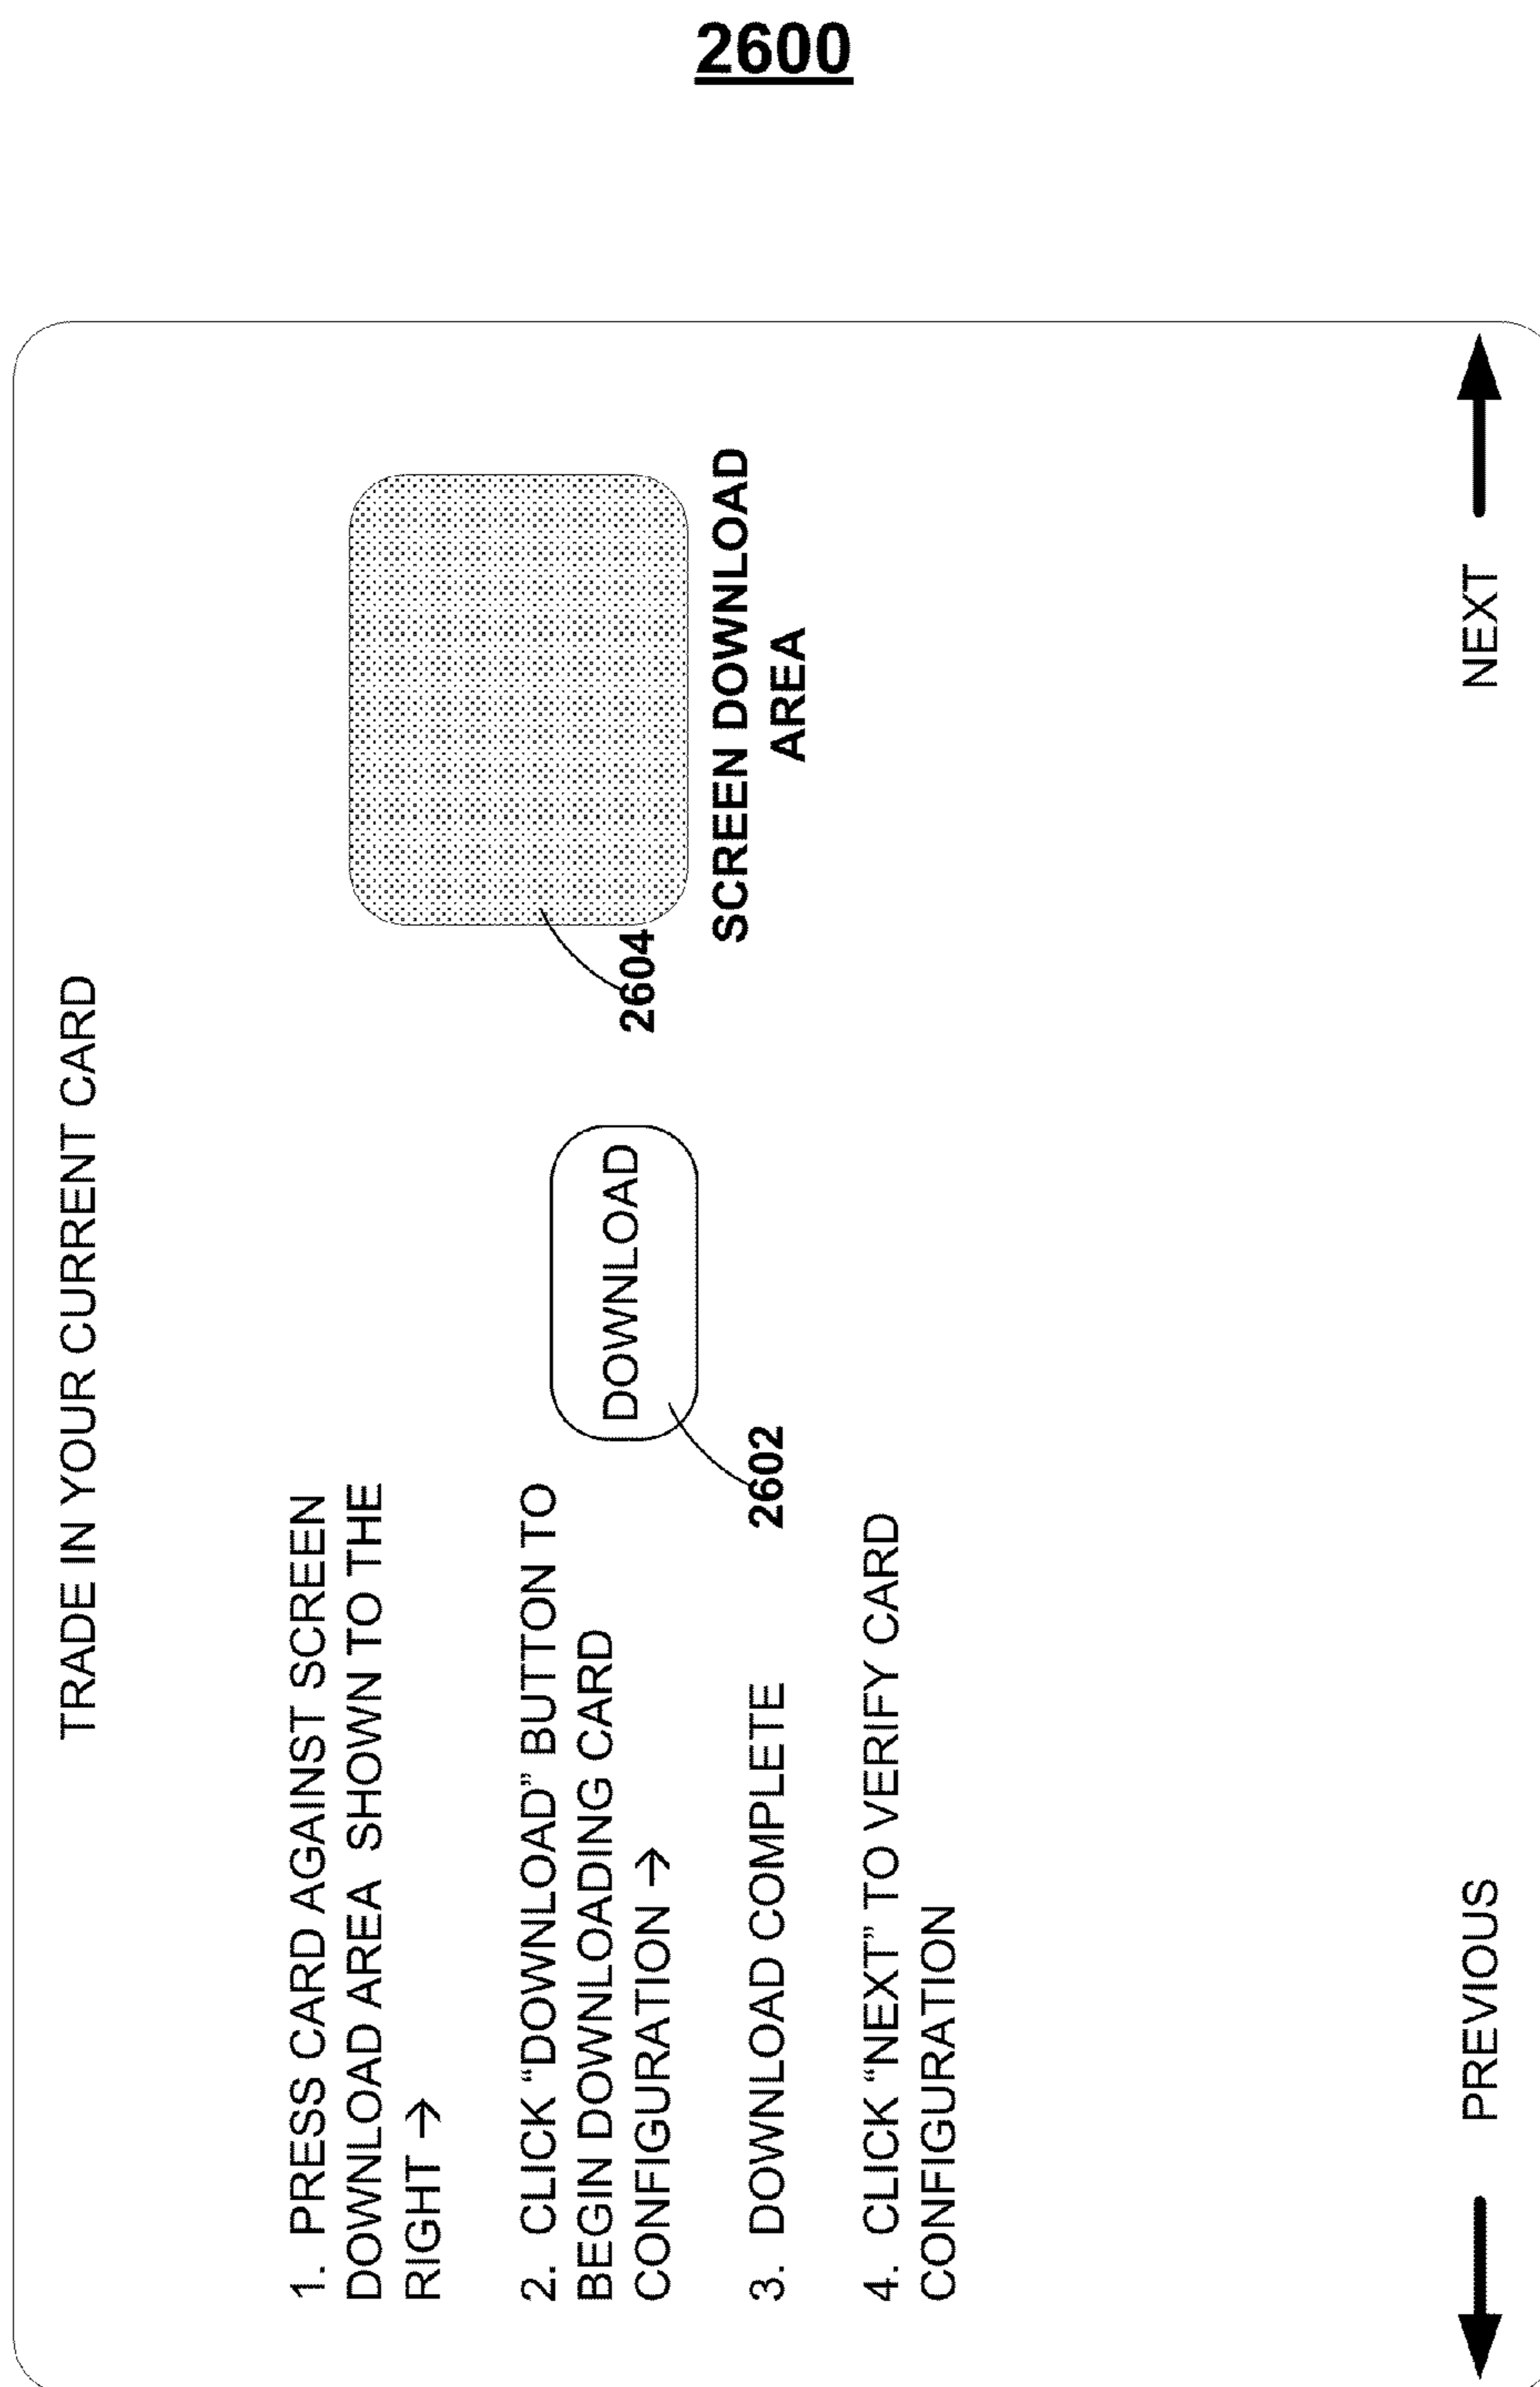 2600
TRADE IN YOUR CURRENT CARD
1. PRESS CARD AGAINST SCREEN
DOWNLOAD AREA SHOWN TO THE
RIGHT →
2. CLICK “DOWNLOAD” BUTTON TO
BEGIN DOWNLOADING CARD
CONFIGURATION →
3. DOWNLOAD COMPLETE
4. CLICK “NEXT” TO VERIFY CARD
CONFIGURATION
DOWNLOAD
2602
2604
SCREEN DOWNLOAD
AREA
PREVIOUS
NEXT